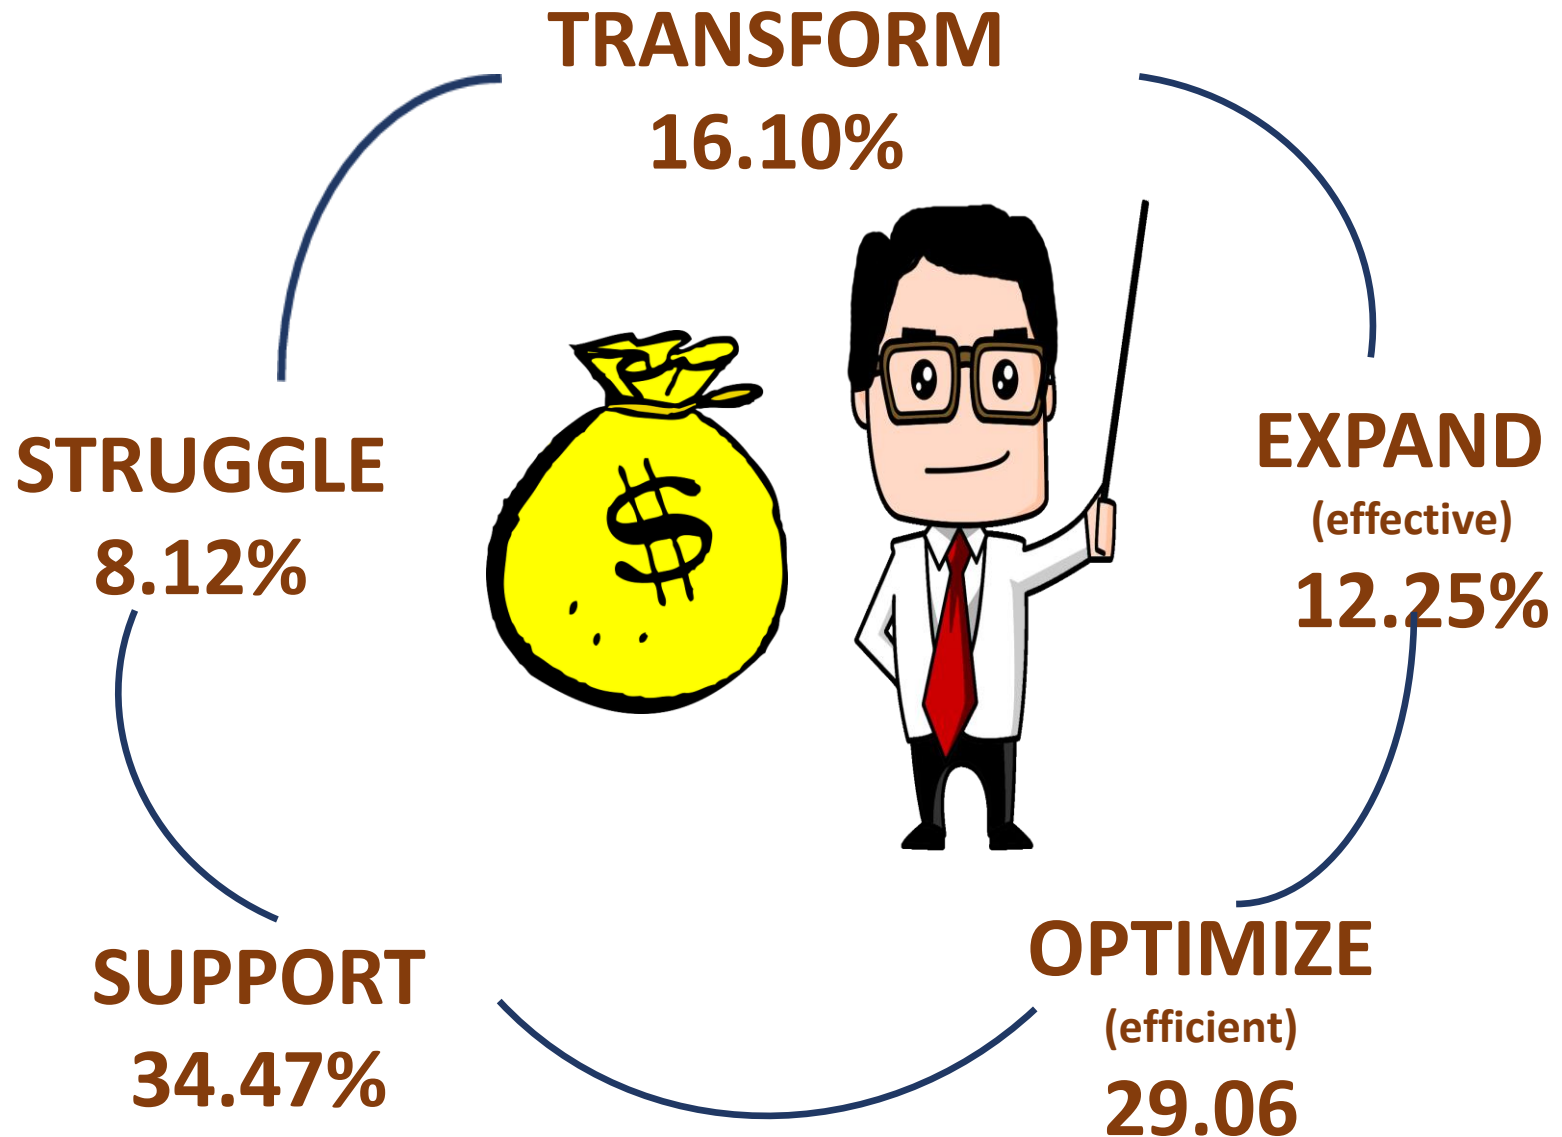 TRANSFORM
16.10%
STRUGGLE
8.12%
EXPAND
(effective)
12.25%
$
SUPPORT
34.47%
OPTIMIZE
(efficient)
29.06